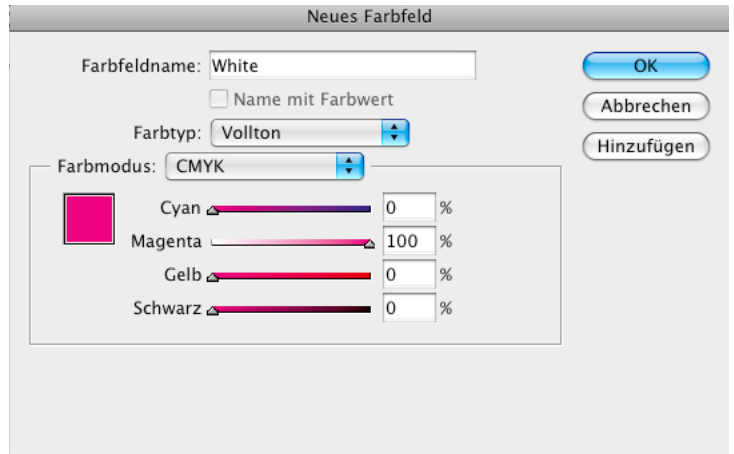 Neues Farbfeld
Farbfeldname: White
OK
Name mit Farbwert
Abbrechen
Farbtyp: Vollton
Hinzufügen
Farbmodus: CMYK
Cyan 0 %
Magenta 100 %
Gelb 0 %
Schwarz 0 %